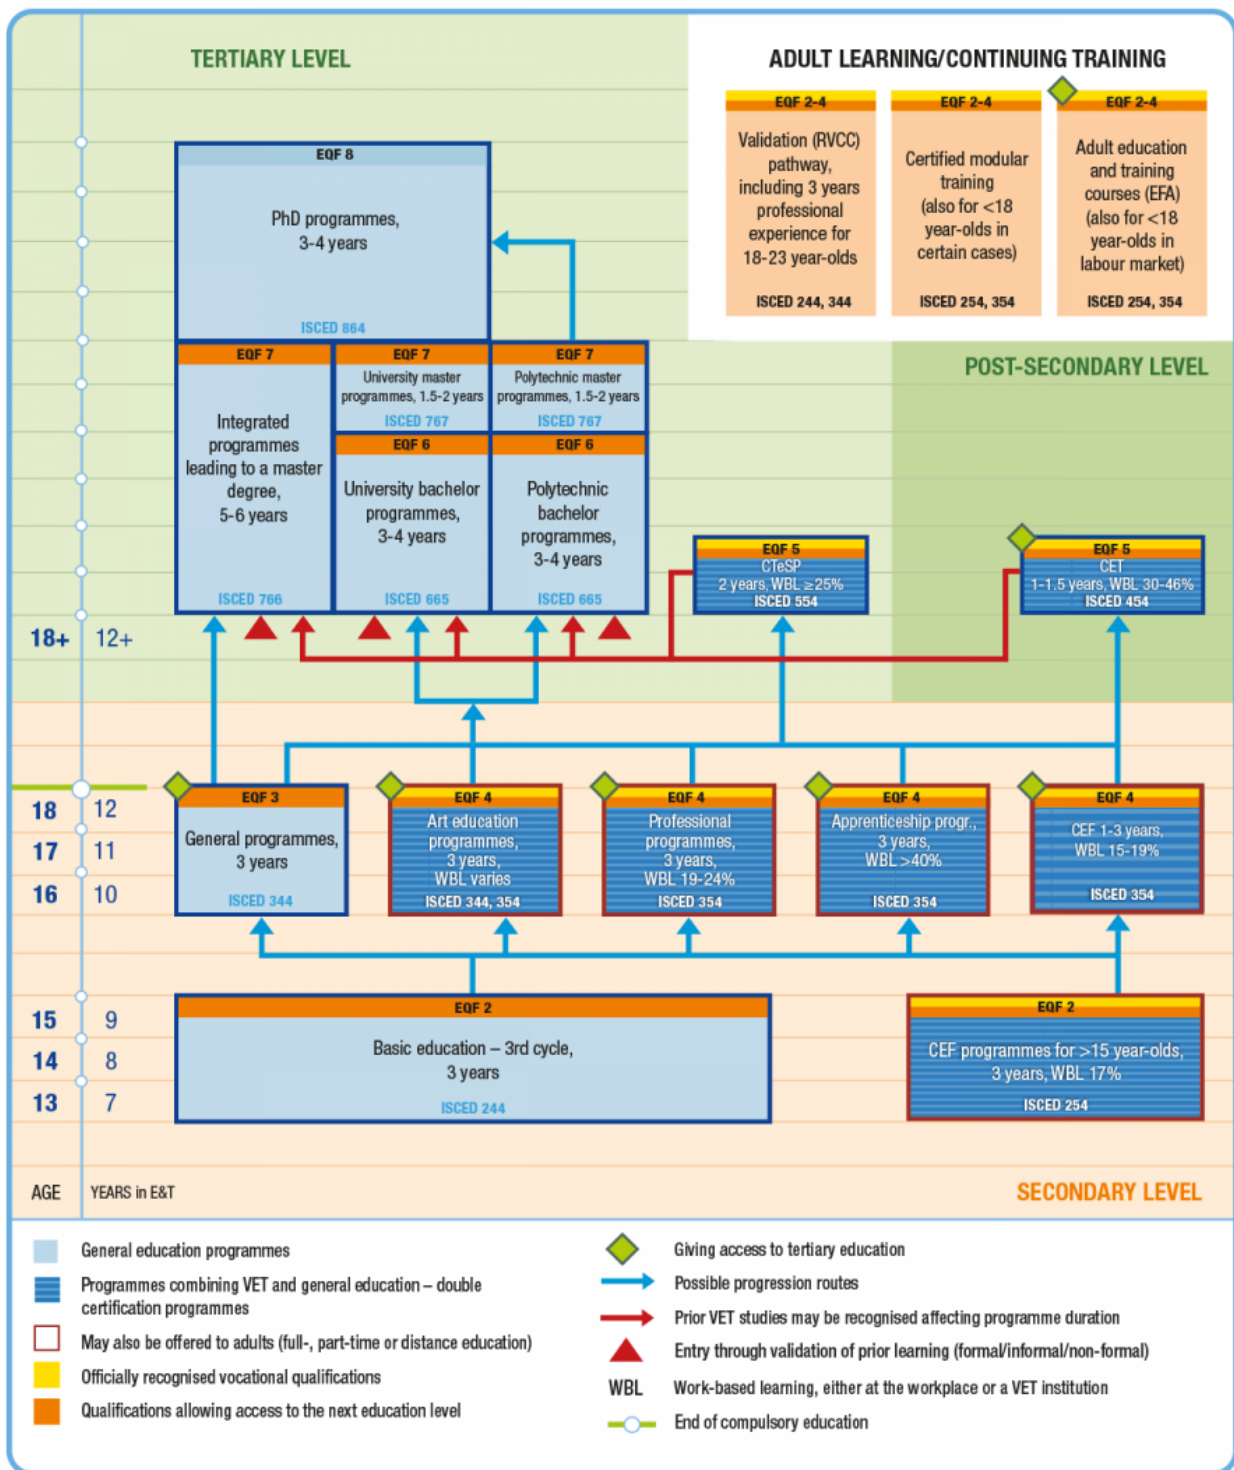 TERTIARY LEVEL
ADULT LEARNING/CONTINUING TRAINING
EQF 2-4
Validation (RVCC)
pathway,
including 3 years
professional
experience for
18-23 year-olds
ISCED 244, 344
EQF 2-4
Certified modular
training
(also for <18
year-olds in
certain cases)
ISCED 254, 354
EQF 2-4
Adult education
and training
courses (EFA)
(also for <18
year-olds in
labour market)
ISCED 254, 354
EQF 8
PhD programmes,
3-4 years
ISCED 864
POST-SECONDARY LEVEL
EQF 7
Integrated
programmes
leading to a master
degree,
5-6 years
ISCED 766
EQF 7
University master
programmes, 1.5-2 years
ISCED 767
EQF 7
Polytechnic master
programmes, 1.5-2 years
ISCED 767
EQF 6
University bachelor
programmes,
3-4 years
ISCED 665
EQF 6
Polytechnic
bachelor
programmes,
3-4 years
ISCED 665
EQF 5
CTeSP
2 years, WBL ≥25%
ISCED 554
EQF 5
CET
1-1.5 years, WBL 30-46%
ISCED 454
18+ 12+
18 12
17 11
16 10
EQF 3
General programmes,
3 years
ISCED 344
EQF 4
Art education
programmes,
3 years,
WBL varies
ISCED 344, 354
EQF 4
Professional
programmes,
3 years,
WBL 19-24%
ISCED 354
EQF 4
Apprenticeship progr.,
3 years,
WBL >40%
ISCED 354
EQF 4
CEF 1-3 years,
WBL 15-19%
ISCED 354
15 9
14 8
13 7
EQF 2
Basic education – 3rd cycle,
3 years
ISCED 244
EQF 2
CEF programmes for >15 year-olds,
3 years, WBL 17%
ISCED 254
AGE YEARS in E&T
SECONDARY LEVEL
General education programmes
Programmes combining VET and general education – double
certification programmes
May also be offered to adults (full-, part-time or distance education)
Officially recognised vocational qualifications
Qualifications allowing access to the next education level
Giving access to tertiary education
Possible progression routes
Prior VET studies may be recognised affecting programme duration
Entry through validation of prior learning (formal/informal/non-formal)
WBL Work-based learning, either at the workplace or a VET institution
End of compulsory education